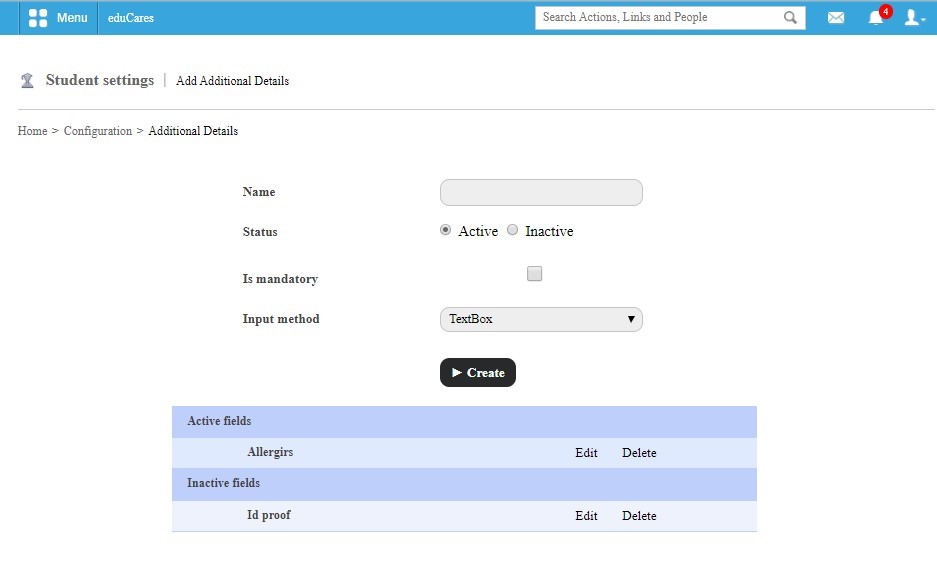 Menu eduCares Search Actions, Links and People 4
Student settings | Add Additional Details
Home > Configuration > Additional Details
Name
Status Active Inactive
Is mandatory
Input method TextBox
Create
Active fields
Allergirs Edit Delete
Inactive fields
Id proof Edit Delete